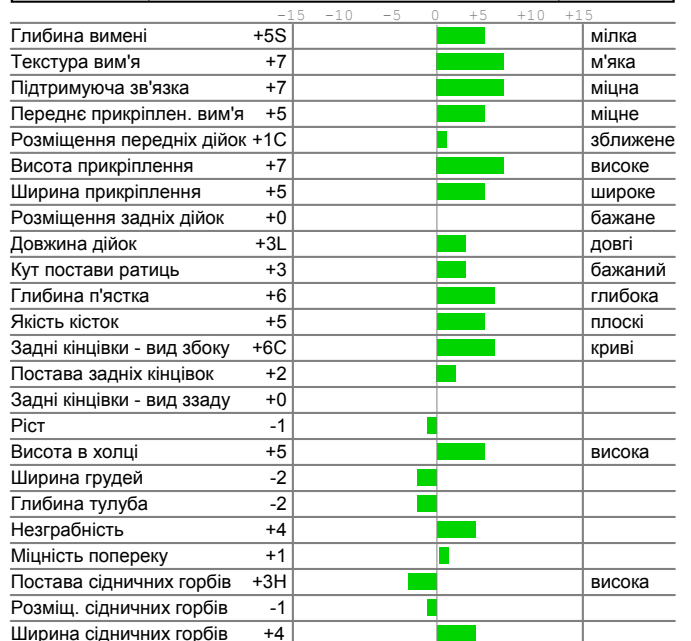 -15 -10 -5 0 +5 +10 +15
Глибина вимені +5S мілка
Текстура вим'я +7 м'яка
Підтримуюча зв'язка +7 міцна
Переднє прикріплен. вим'я +5 міцне
Розміщення передніх дійок +1C зближене
Висота прикріплення +7 високе
Ширина прикріплення +5 широке
Розміщення задніх дійок +0 бажане
Довжина дійок +3L довгі
Кут постави ратиць +3 бажаний
Глибина п'ястка +6 глибока
Якість кісток +5 плоскі
Задні кінцівки - вид збоку +6C криві
Постава задніх кінцівок +2
Задні кінцівки - вид ззаду +0
Ріст -1
Висота в холці +5 висока
Ширина грудей -2
Глибина тулуба -2
Незграбність +4
Міцність попереку +1
Постава сідничних горбів +3H висока
Розміщ. сідничних горбів -1
Ширина сідничних горбів +4